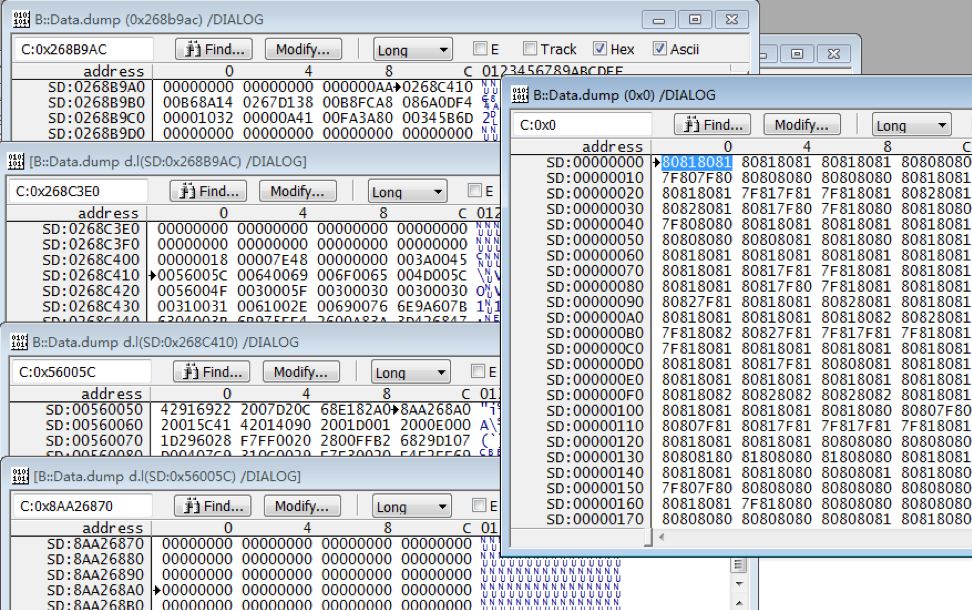 B::Data.dump (0x268b9ac) /DIALOG
C:0x268B9AC Find... Modify... Long E Track Hex Ascii
address 0 4 8 C 0123456789ABCDEF
SD:0268B9A0 00000000 00000000 000000AA 0268C410
SD:0268B9B0 00B68A14 0267D138 00B8FCA8 086A0DF4
SD:0268B9C0 00001032 00000A41 00FA3A80 00345B6D
SD:0268B9D0 00000000 00000000 00000000 00000000
[B::Data.dump d.l(SD:0x268B9AC) /DIALOG]
C:0x268C3E0 Find... Modify... Long E
address 0 4 8 C 012
SD:0268C3E0 00000000 00000000 00000000 00000000
SD:0268C3F0 00000000 00000000 00000000 00000000
SD:0268C400 00000018 00007E48 00000000 003A0045
SD:0268C410 0056005C 00640069 006F0065 004D005C
SD:0268C420 0056004F 0030005F 00300030 00300030
SD:0268C430 00310031 0061002E 00690076 6E9A607B
B::Data.dump d.l(SD:0x268C410) /DIALOG
C:0x56005C Find... Modify... Long E
address 0 4 8 C 01
SD:00560050 42916922 2007D20C 68E182A0 8AA268A0
SD:00560060 20015C41 42014090 2001D001 2000E000
SD:00560070 1D296028 F7FF0020 2800FFB2 6829D107
[B::Data.dump d.l(SD:0x56005C) /DIALOG]
C:0x8AA26870 Find... Modify... Long E
address 0 4 8 C 01
SD:8AA26870 00000000 00000000 00000000 00000000
SD:8AA26880 00000000 00000000 00000000 00000000
SD:8AA26890 00000000 00000000 00000000 00000000
SD:8AA268A0 00000000 00000000 00000000 00000000
SD:8AA268B0 00000000 00000000 00000000 00000000
B::Data.dump (0x0) /DIALOG
C:0x0 Find... Modify... Long
address 0 4 8 C
SD:00000000 80818081 80818081 80818081 80808080
SD:00000010 7F807F80 80808080 80808080 80818081
SD:00000020 80818081 7F817F81 7F818081 80828081
SD:00000030 80828081 80817F80 7F818080 80818081
SD:00000040 7F808080 80818081 80818081 80818081
SD:00000050 80808080 80808081 80818080 80818081
SD:00000060 80818081 80818081 80818081 80818081
SD:00000070 80818081 80817F81 7F818081 80818081
SD:00000080 80818081 80817F80 7F818081 80818081
SD:00000090 80827F81 80818081 80828081 80818081
SD:000000A0 80818081 80818081 80818082 80828081
SD:000000B0 7F818082 80827F81 7F817F81 7F818081
SD:000000C0 7F818081 80818081 80818081 80818081
SD:000000D0 80818081 80817F81 80808081 80818081
SD:000000E0 80818081 80818081 80818081 80818081
SD:000000F0 80818082 80828082 80828082 80818081
SD:00000100 80818081 80818081 80818081 80807F80
SD:00000110 80807F81 80817F81 7F817F81 7F818081
SD:00000120 80818081 80818081 80808080 80808080
SD:00000130 80808180 81808080 81808080 80808080
SD:00000140 80818081 80818080 80808081 80808080
SD:00000150 7F807F80 80808080 80808080 80808080
SD:00000160 80818081 7F818080 80808080 80808080
SD:00000170 80808080 80808080 80808081 80818080